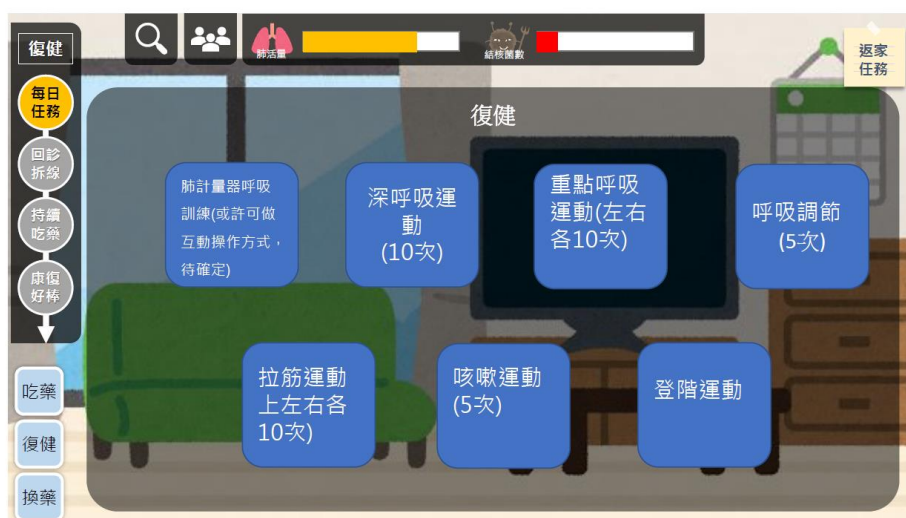 復健
肺活量
結核菌數
返家
任務
每日
任務
回診
拆線
持續
吃藥
康復
好棒
吃藥
復健
換藥
復健
肺計量器呼吸
訓練(或許可做
互動操作方式，
待確定)
深呼吸運
動
(10次)
重點呼吸
運動(左右
各10次)
呼吸調節
(5次)
拉筋運動
上左右各
10次)
咳嗽運動
(5次)
登階運動